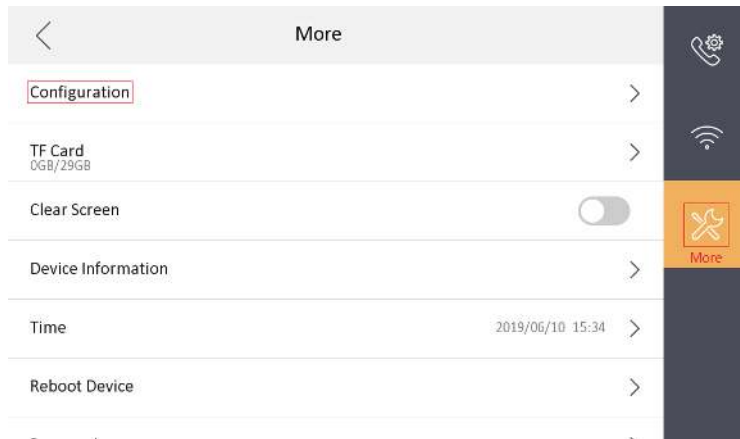 More
Configuration
TF Card
0GB/29GB
Clear Screen
Device Information
Time
2019/06/10 15:34
Reboot Device
More